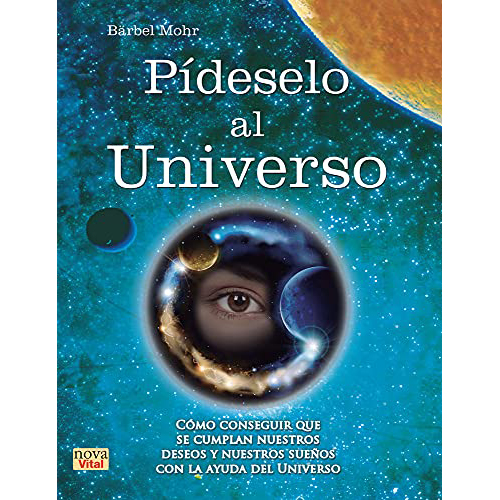 Bärbel Mohr
Pídeselo
al
Universo
CÓMO CONSEGUIR QUE
SE CUMPLAN NUESTROS
DESEOS Y NUESTROS SUEÑOS
CON LA AYUDA DEL UNIVERSO
nova
Vital